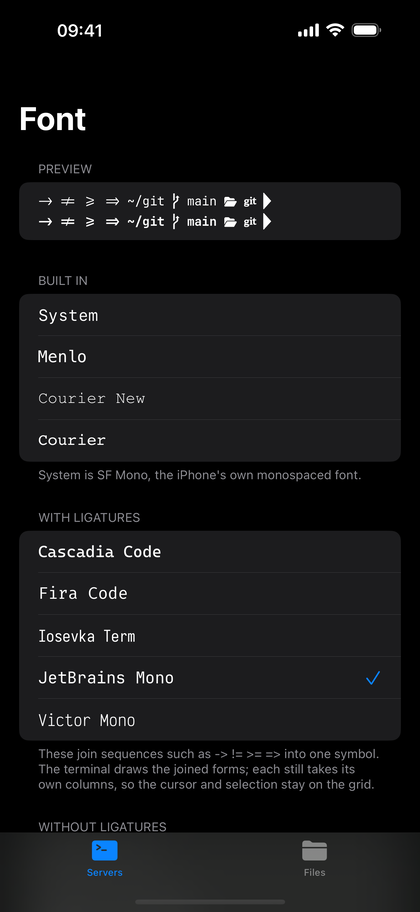 09:41
Font
PREVIEW
→ ≠ ≥ ⇒ ~/git main git
→ ≠ ≥ ⇒ ~/git main git
BUILT IN
System
Menlo
Courier New
Courier
System is SF Mono, the iPhone's own monospaced font.
WITH LIGATURES
Cascadia Code
Fira Code
Iosevka Term
JetBrains Mono
Victor Mono
These join sequences such as -> != >= => into one symbol.
The terminal draws the joined forms; each still takes its
own columns, so the cursor and selection stay on the grid.
WITHOUT LIGATURES
Servers
Files